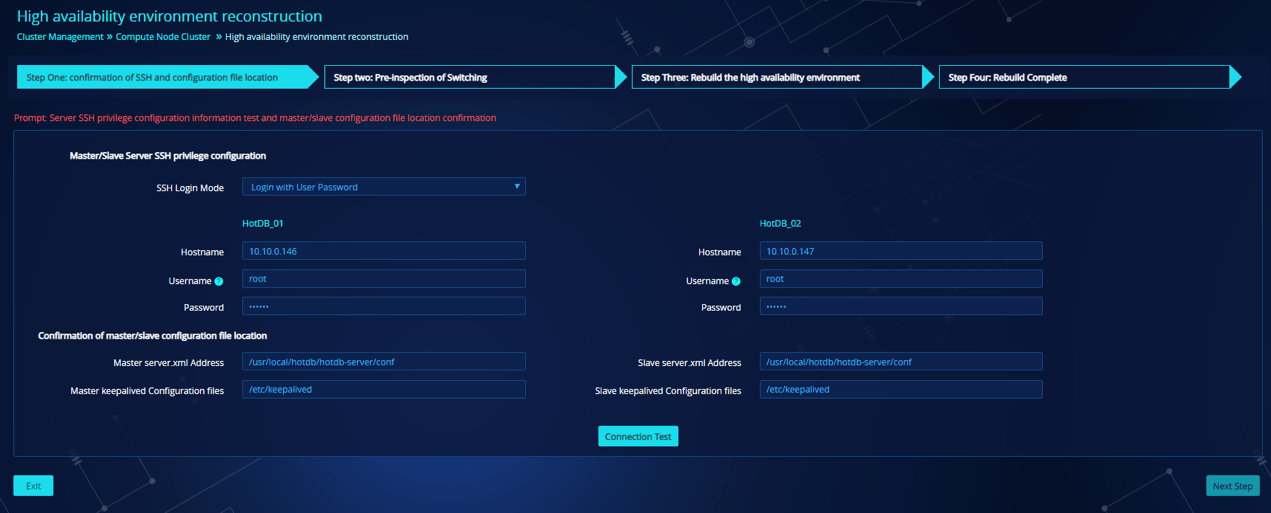 High availability environment reconstruction
Cluster Management » Compute Node Cluster » High availability environment reconstruction
Step One: confirmation of SSH and configuration file location
Step two: Pre-Inspection of Switching
Step Three: Rebuild the high availability environment
Step Four: Rebuild Complete
Prompt: Server SSH privilege configuration information test and master/slave configuration file location confirmation
Master/Slave Server SSH privilege configuration
SSH Login Mode Login with User Password ▼
HotDB_01 HotDB_02
Hostname 10.10.0.146 Hostname 10.10.0.147
Username ? root Username ? root
Password •••••• Password ••••••
Confirmation of master/slave configuration file location
Master server.xml Address /usr/local/hotdb/hotdb-server/conf Slave server.xml Address /usr/local/hotdb/hotdb-server/conf
Master keepalived Configuration files /etc/keepalived Slave keepalived Configuration files /etc/keepalived
Connection Test
Exit Next Step